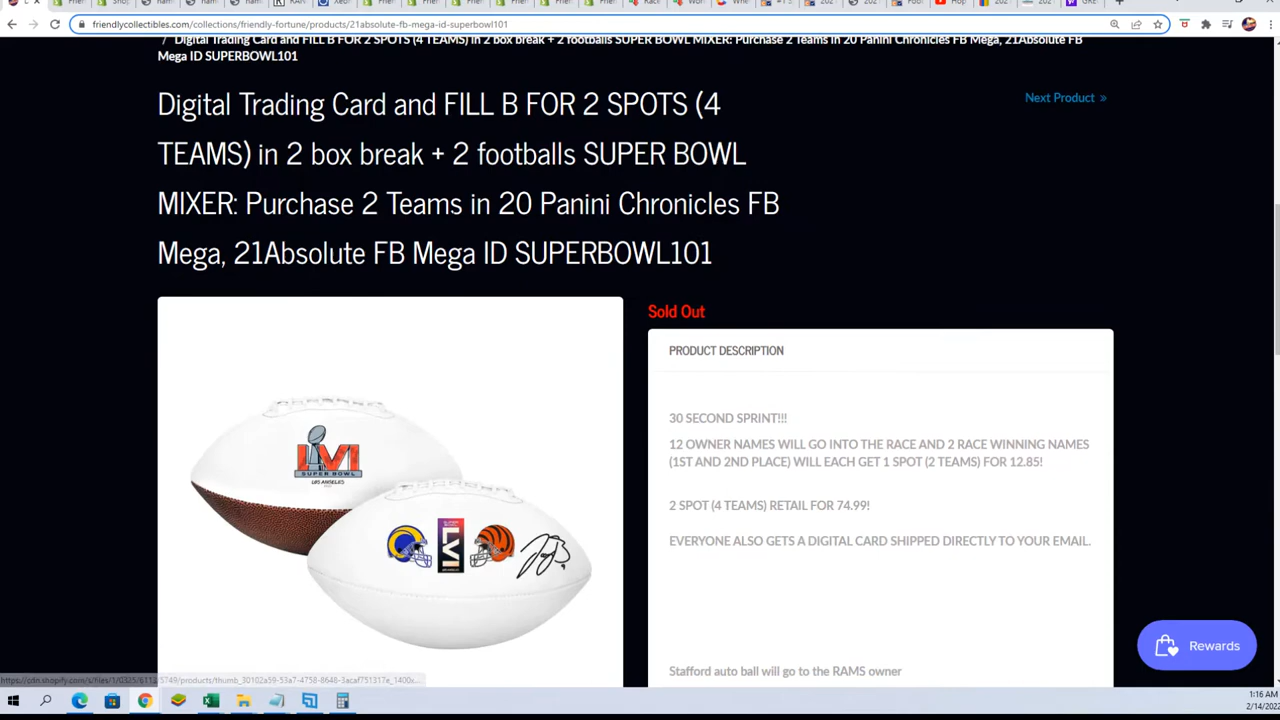 friendlycollectibles.com/collections/friendly-fortune/products/21absolute-fb-mega-id-superbowl101
/ Digital Trading Card and FILL B FOR 2 SPOTS (4 TEAMS) in 2 box break + 2 footballs SUPER BOWL MIXER: Purchase 2 Teams in 20 Panini Chronicles FB Mega, 21Absolute FB
Mega ID SUPERBOWL101
Digital Trading Card and FILL B FOR 2 SPOTS (4
TEAMS) in 2 box break + 2 footballs SUPER BOWL
MIXER: Purchase 2 Teams in 20 Panini Chronicles FB
Mega, 21Absolute FB Mega ID SUPERBOWL101
Next Product »
Sold Out
PRODUCT DESCRIPTION
30 SECOND SPRINT!!!
12 OWNER NAMES WILL GO INTO THE RACE AND 2 RACE WINNING NAMES
(1ST AND 2ND PLACE) WILL EACH GET 1 SPOT (2 TEAMS) FOR 12.85!
2 SPOT (4 TEAMS) RETAIL FOR 74.99!
EVERYONE ALSO GETS A DIGITAL CARD SHIPPED DIRECTLY TO YOUR EMAIL.
Stafford auto ball will go to the RAMS owner
LVI
SUPER BOWL
LOS ANGELES
LVI
Rewards
1:16 AM
2/14/2022